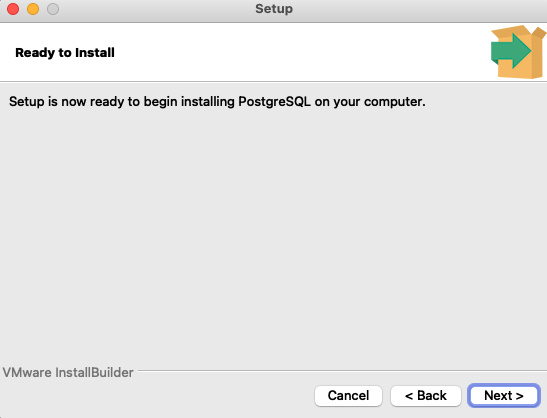 Setup
Ready to Install
Setup is now ready to begin installing PostgreSQL on your computer.
VMware InstallBuilder
Cancel
< Back
Next >